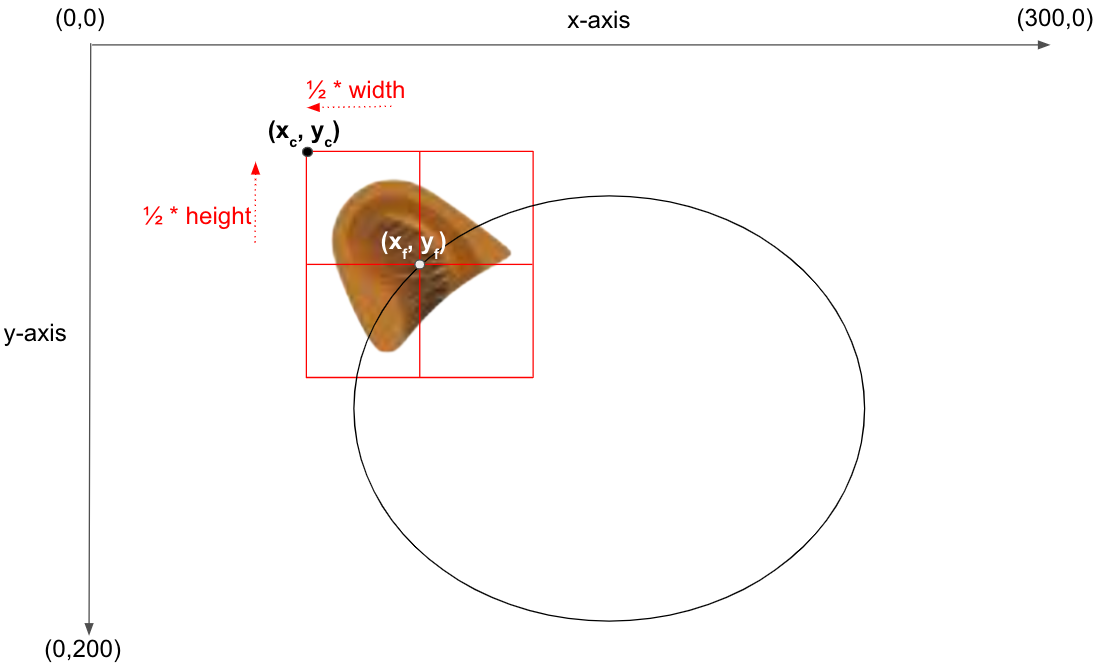 (0,0)
x-axis
(300,0)
½ * width
(xc, yc)
½ * height
(xf, yf)
y-axis
(0,200)